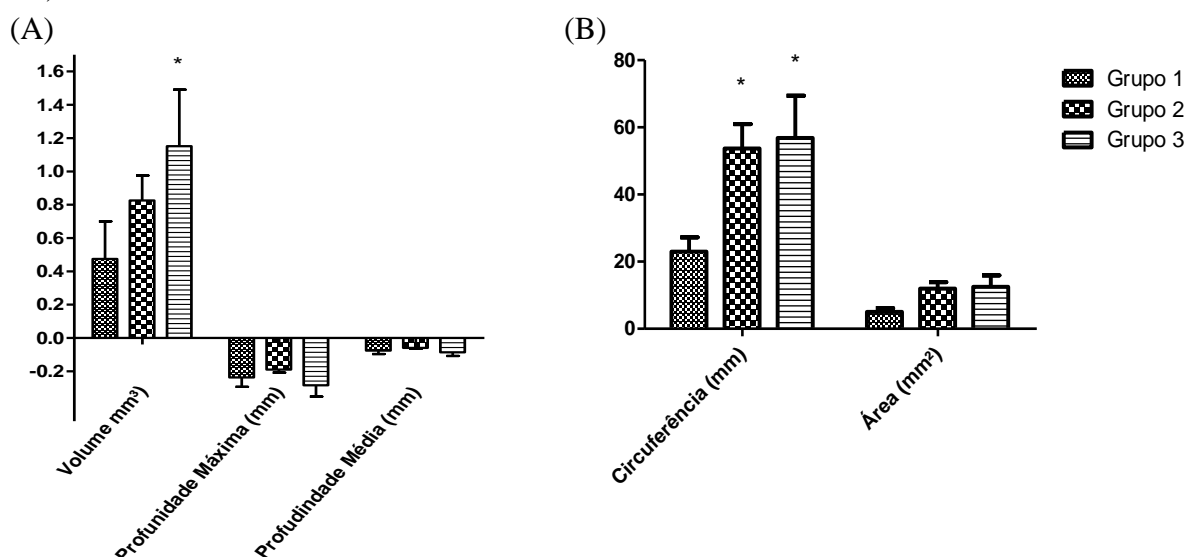 (A)
(B)
1.6
1.4
1.2
1.0
0.8
0.6
0.4
0.2
0.0
-0.2
*
Volume mm³)
Profunidade Máxima (mm)
Profudindade Média (mm)
80
60
40
20
0
*
*
Circuferência (mm)
Área (mm²)
Grupo 1
Grupo 2
Grupo 3